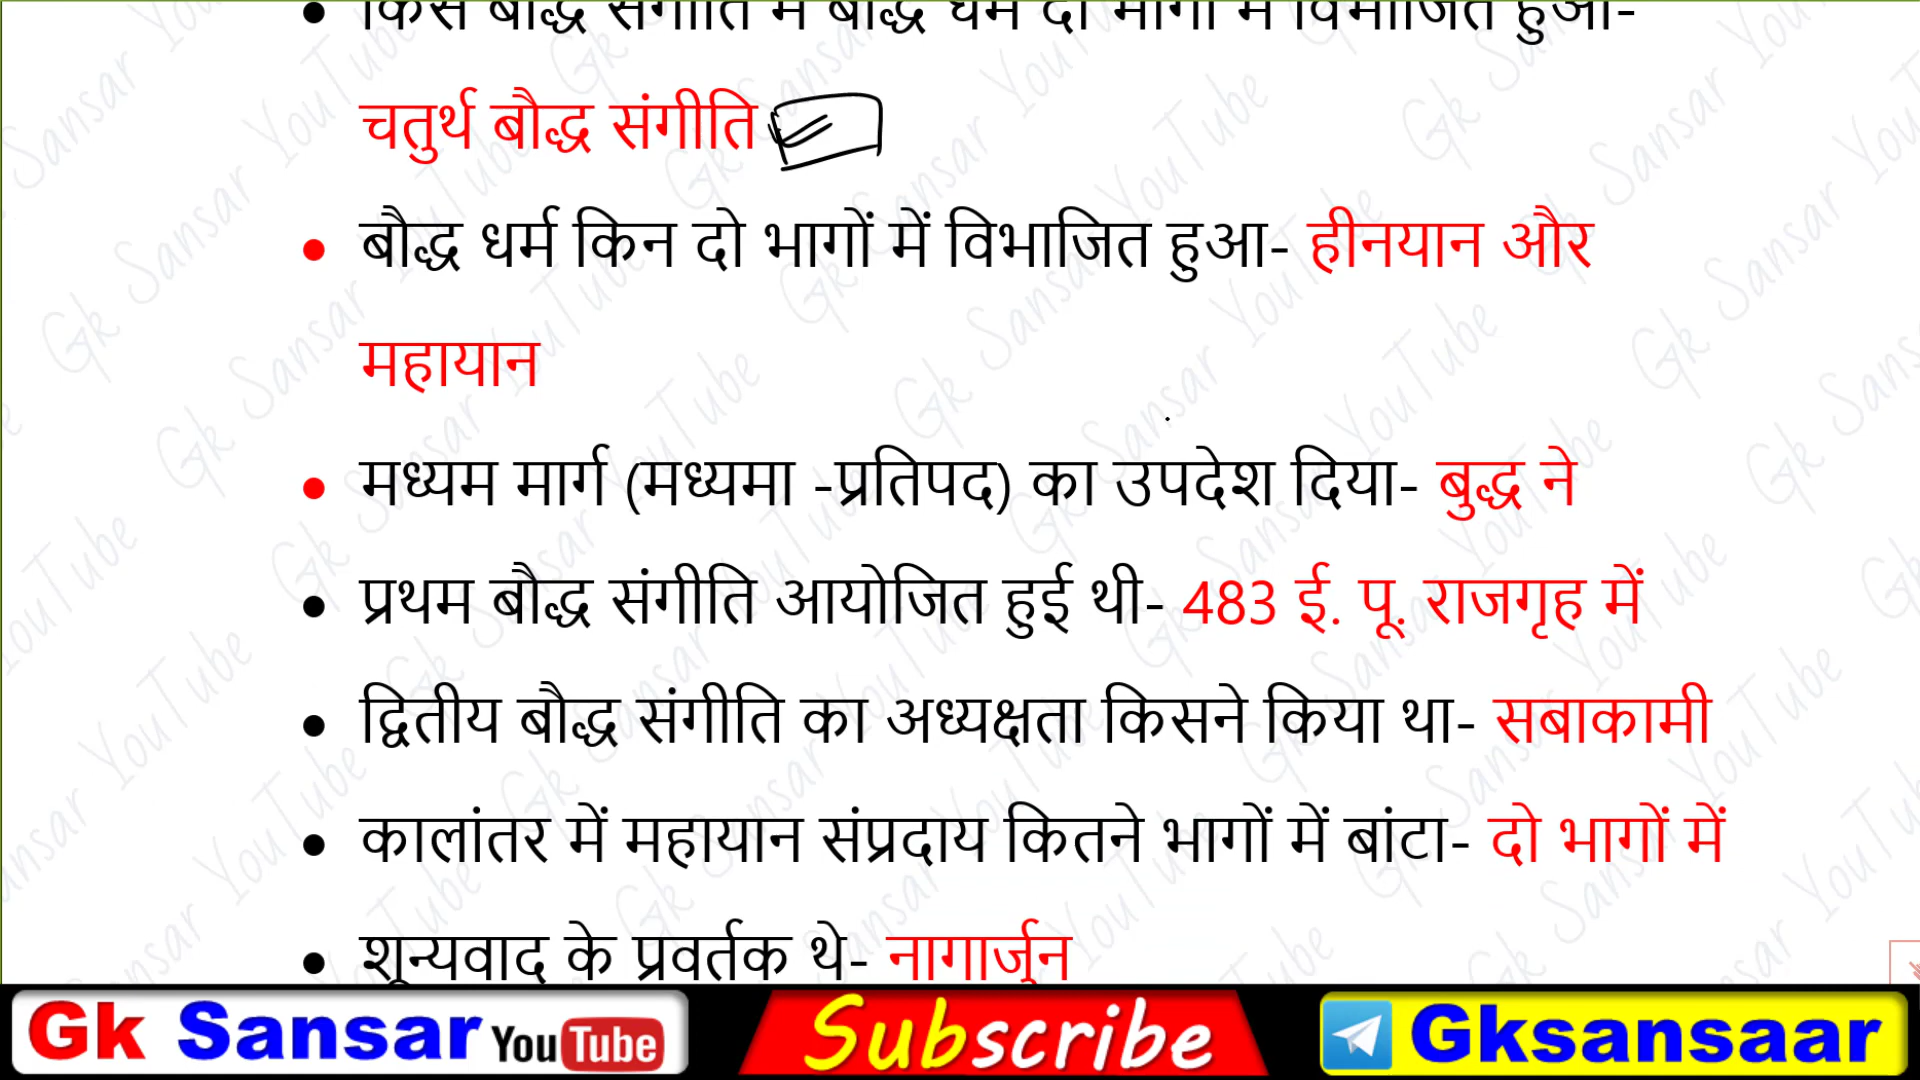 किस बौद्ध संगीति में बौद्ध धर्म दो भागों में विभाजित हुआ-
चतुर्थ बौद्ध संगीति
बौद्ध धर्म किन दो भागों में विभाजित हुआ- हीनयान और
महायान
मध्यम मार्ग (मध्यमा -प्रतिपद) का उपदेश दिया- बुद्ध ने
प्रथम बौद्ध संगीति आयोजित हुई थी- 483 ई. पू. राजगृह में
द्वितीय बौद्ध संगीति का अध्यक्षता किसने किया था- सबाकामी
कालांतर में महायान संप्रदाय कितने भागों में बांटा- दो भागों में
शून्यवाद के प्रवर्तक थे- नागार्जुन
Gk Sansar YouTube Subscribe Gksansaar